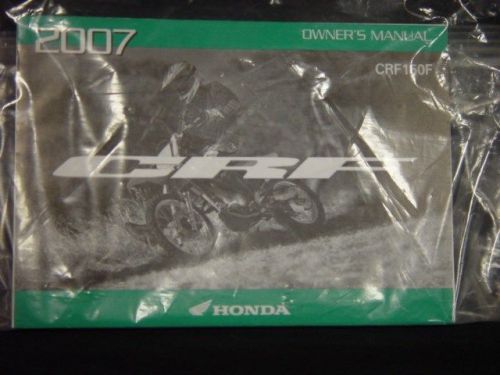 2007
OWNER'S MANUAL
CRF150F
CRF
HONDA